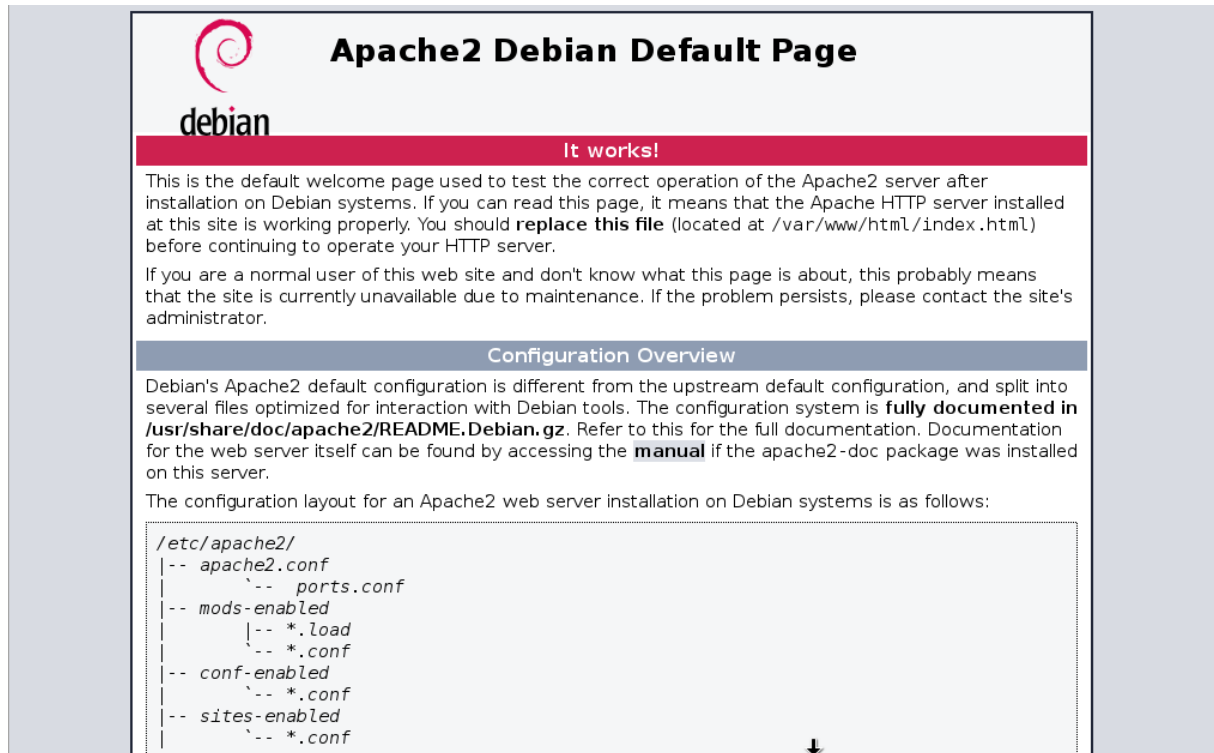 debian
Apache2 Debian Default Page
It works!
This is the default welcome page used to test the correct operation of the Apache2 server after
installation on Debian systems. If you can read this page, it means that the Apache HTTP server installed
at this site is working properly. You should replace this file (located at /var/www/html/index.html)
before continuing to operate your HTTP server.
If you are a normal user of this web site and don't know what this page is about, this probably means
that the site is currently unavailable due to maintenance. If the problem persists, please contact the site's
administrator.
Configuration Overview
Debian's Apache2 default configuration is different from the upstream default configuration, and split into
several files optimized for interaction with Debian tools. The configuration system is fully documented in
/usr/share/doc/apache2/README.Debian.gz. Refer to this for the full documentation. Documentation
for the web server itself can be found by accessing the manual if the apache2-doc package was installed
on this server.
The configuration layout for an Apache2 web server installation on Debian systems is as follows:
/etc/apache2/
|-- apache2.conf
|       `--  ports.conf
|-- mods-enabled
|       |-- *.load
|       `-- *.conf
|-- conf-enabled
|       `-- *.conf
|-- sites-enabled
|       `-- *.conf